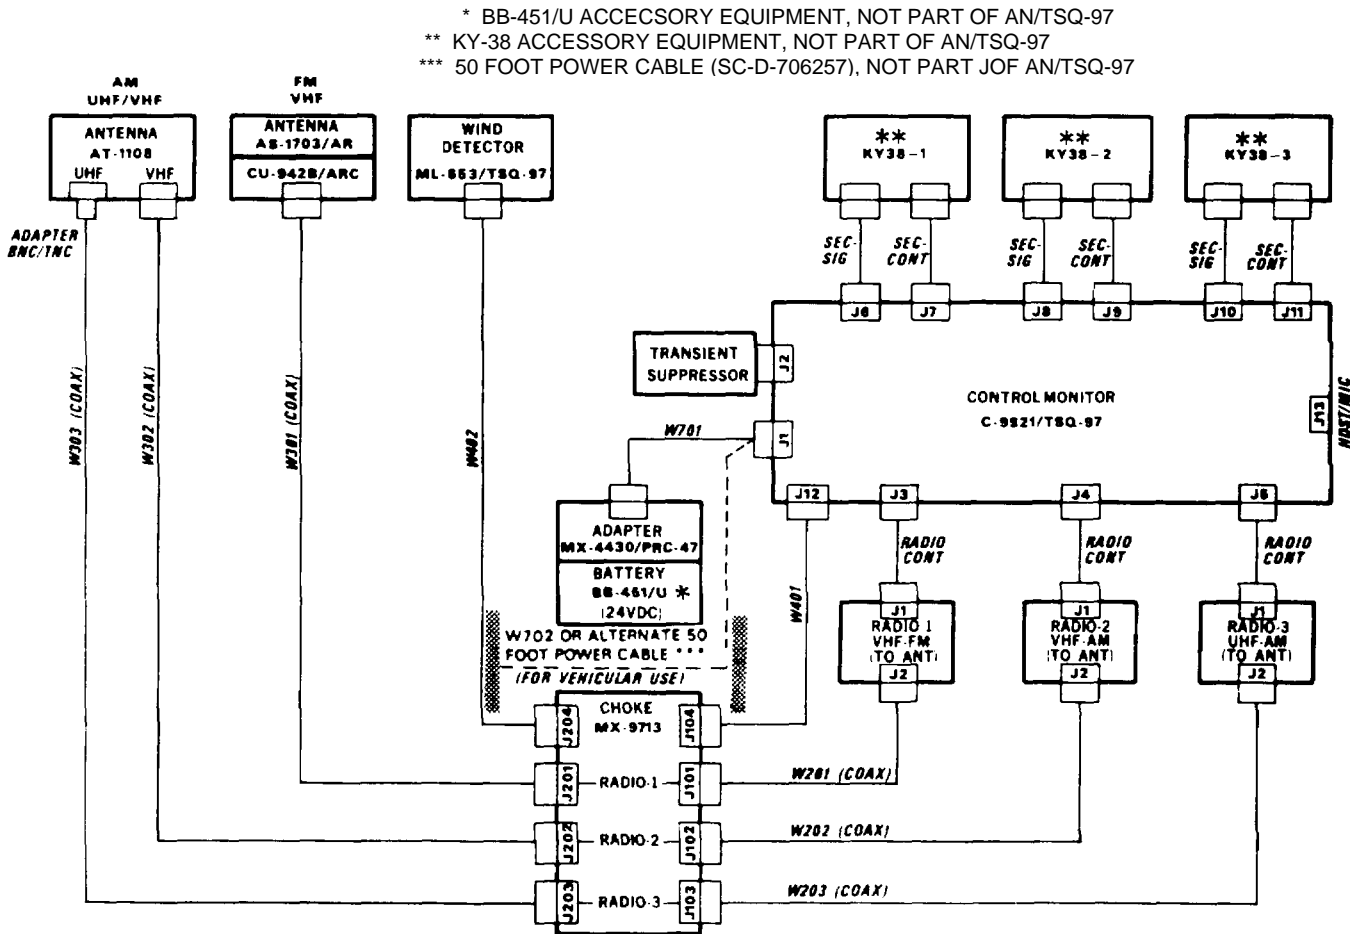 * BB-451/U ACCECSORY EQUIPMENT, NOT PART OF AN/TSQ-97
** KY-38 ACCESSORY EQUIPMENT, NOT PART OF AN/TSQ-97
*** 50 FOOT POWER CABLE (SC-D-706257), NOT PART JOF AN/TSQ-97
AM
UHF/VHF
ANTENNA
AT-1108
UHF VHF
ADAPTER
BNC/TNC
FM
VHF
ANTENNA
AS-1703/AR
CU-942B/ARC
WIND
DETECTOR
ML-653/TSQ-97
**
KY38-1
**
KY38-2
**
KY38-3
SEC-
SIG
SEC-
CONT
SEC-
SIG
SEC-
CONT
SEC-
SIG
SEC-
CONT
J6
J7
J8
J9
J10
J11
TRANSIENT
SUPPRESSOR
J2
J1
CONTROL MONITOR
C-9821/TSQ-97
J13
HDST/MIC
J12
J3
J4
J5
W303 (COAX)
W302 (COAX)
W301 (COAX)
W402
W701
ADAPTER
MX-4430/PRC-47
BATTERY
BB-451/U *
(24VDC)
W702 OR ALTERNATE 50
FOOT POWER CABLE ***
(FOR VEHICULAR USE)
W401
RADIO
CONT
RADIO
CONT
RADIO
CONT
J1
RADIO 1
VHF-FM
(TO ANT)
J2
J1
RADIO-2
VHF-AM
(TO ANT)
J2
J1
RADIO-3
UHF-AM
(TO ANT)
J2
CHOKE
MX-9713
J204
J104
J201
RADIO-1
J101
W201 (COAX)
J202
RADIO-2
J102
W202 (COAX)
J203
RADIO-3
J103
W203 (COAX)